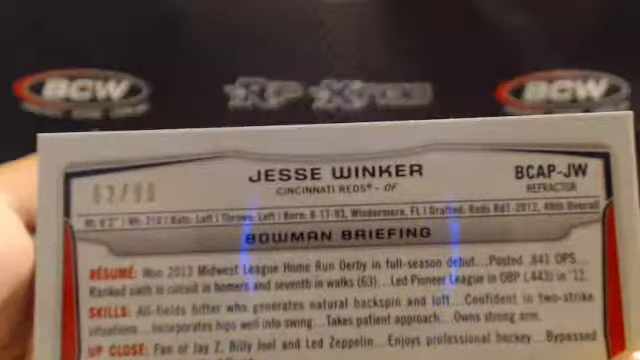 BCW
BCW
JESSE WINKER
CINCINNATI REDS® - OF
BCAP-JW
REFRACTOR
Ht: 6'2" | Wt: 210 | Bats: Left | Throws: Left | Born: 8-17-93, Windermere, FL | Drafted: Reds Rd1-2012, 49th Overall
BOWMAN BRIEFING
RÉSUMÉ: Won 2013 Midwest League Home Run Derby in full-season debut...Posted .841 OPS...
Ranked sixth in circuit in homers and seventh in walks (63)...Led Pioneer League in OBP (.443) in '12.
SKILLS: All-fields hitter who generates natural backspin and loft...Confident in two-strike
situations...Incorporates hips well into swing...Takes patient approach...Owns strong arm.
UP CLOSE: Fan of Jay Z, Billy Joel and Led Zeppelin...Enjoys professional hockey...Bypassed